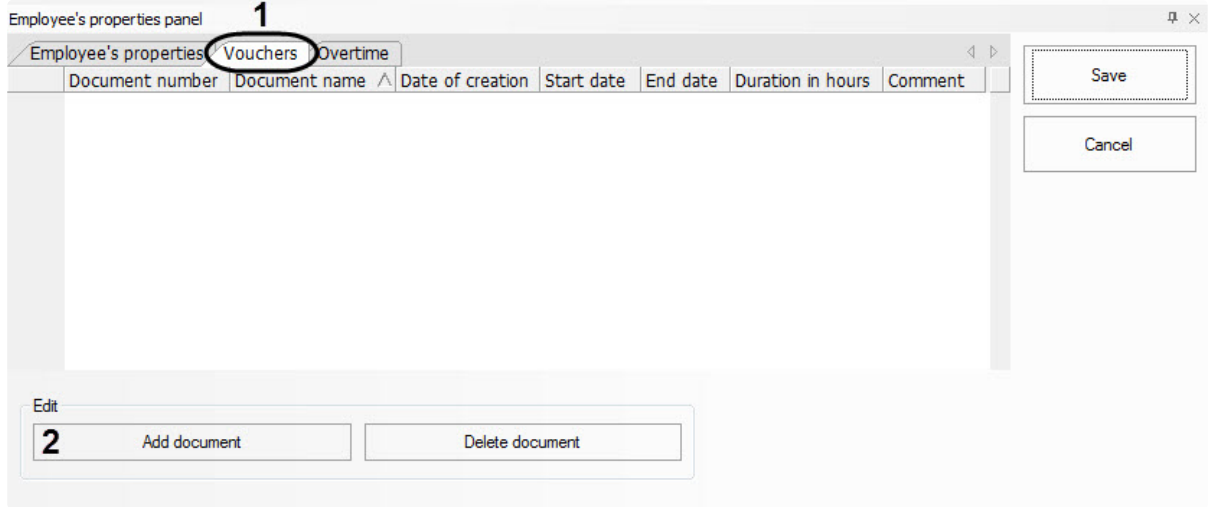 Employee's properties panel
1
Employee's properties Vouchers Overtime
Document number Document name Date of creation Start date End date Duration in hours Comment
Save
Cancel
Edit
2 Add document Delete document